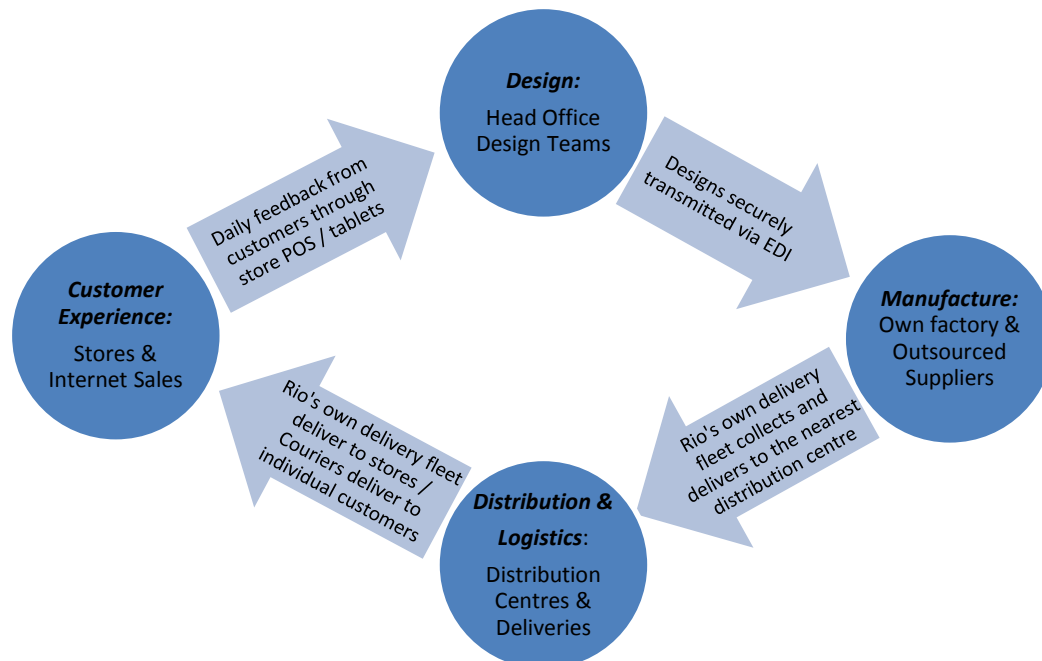 Design:
Head Office
Design Teams
Designs securely
transmitted via EDI
Manufacture:
Own factory &
Outsourced
Suppliers
Rio's own delivery
fleet collects and
delivers to the nearest
distribution centre
Distribution &
Logistics:
Distribution
Centres &
Deliveries
Rio's own delivery fleet
deliver to stores /
Couriers deliver to
individual customers
Customer
Experience:
Stores &
Internet Sales
Daily feedback from
customers through
store POS / tablets